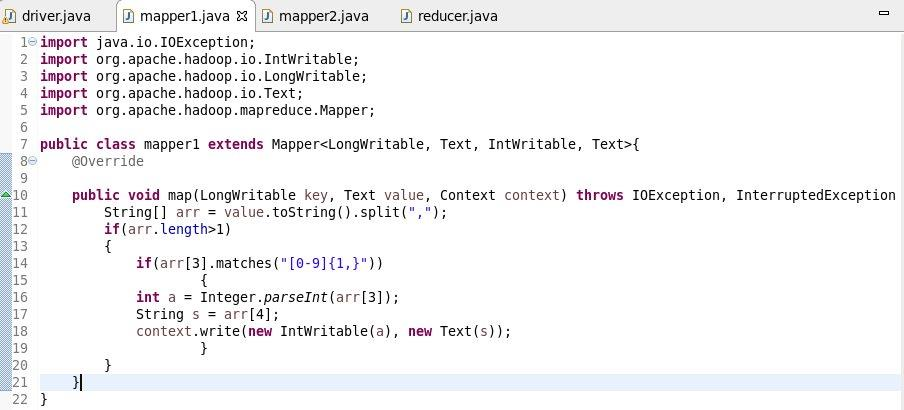 driver.java mapper1.java mapper2.java reducer.java
1 import java.io.IOException;
2 import org.apache.hadoop.io.IntWritable;
3 import org.apache.hadoop.io.LongWritable;
4 import org.apache.hadoop.io.Text;
5 import org.apache.hadoop.mapreduce.Mapper;
6
7 public class mapper1 extends Mapper<LongWritable, Text, IntWritable, Text>{
8     @Override
9
10     public void map(LongWritable key, Text value, Context context) throws IOException, InterruptedException
11         String[] arr = value.toString().split(",");
12         if(arr.length>1)
13         {
14             if(arr[3].matches("[0-9]{1,}"))
15                     {
16             int a = Integer.parseInt(arr[3]);
17             String s = arr[4];
18             context.write(new IntWritable(a), new Text(s));
19                     }
20         }
21     }
22 }